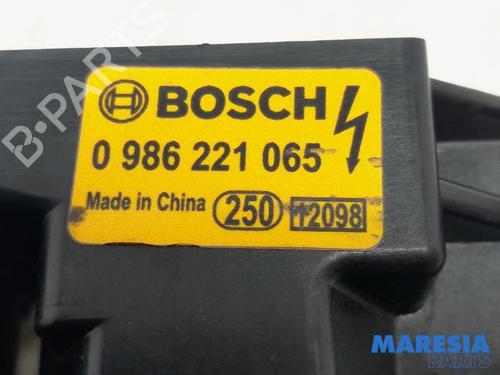 B-PARTS
BOSCH
0 986 221 065
Made in China 250 12098
MARESIA
PARTS